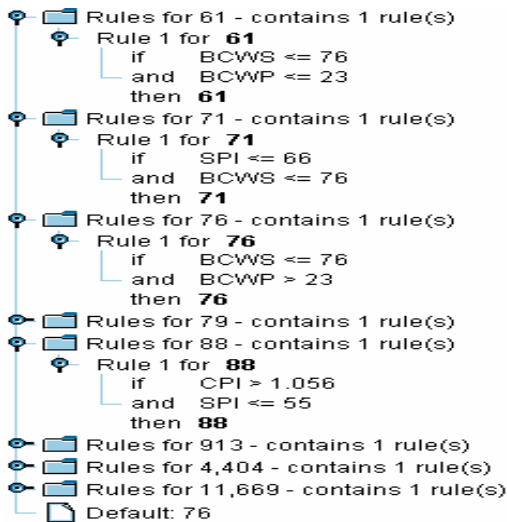 Rules for 61 - contains 1 rule(s)
Rule 1 for 61
if BCWS <= 76
and BCWP <= 23
then 61
Rules for 71 - contains 1 rule(s)
Rule 1 for 71
if SPI <= 66
and BCWS <= 76
then 71
Rules for 76 - contains 1 rule(s)
Rule 1 for 76
if BCWS <= 76
and BCWP > 23
then 76
Rules for 79 - contains 1 rule(s)
Rules for 88 - contains 1 rule(s)
Rule 1 for 88
if CPI > 1.056
and SPI <= 55
then 88
Rules for 913 - contains 1 rule(s)
Rules for 4,404 - contains 1 rule(s)
Rules for 11,669 - contains 1 rule(s)
Default: 76